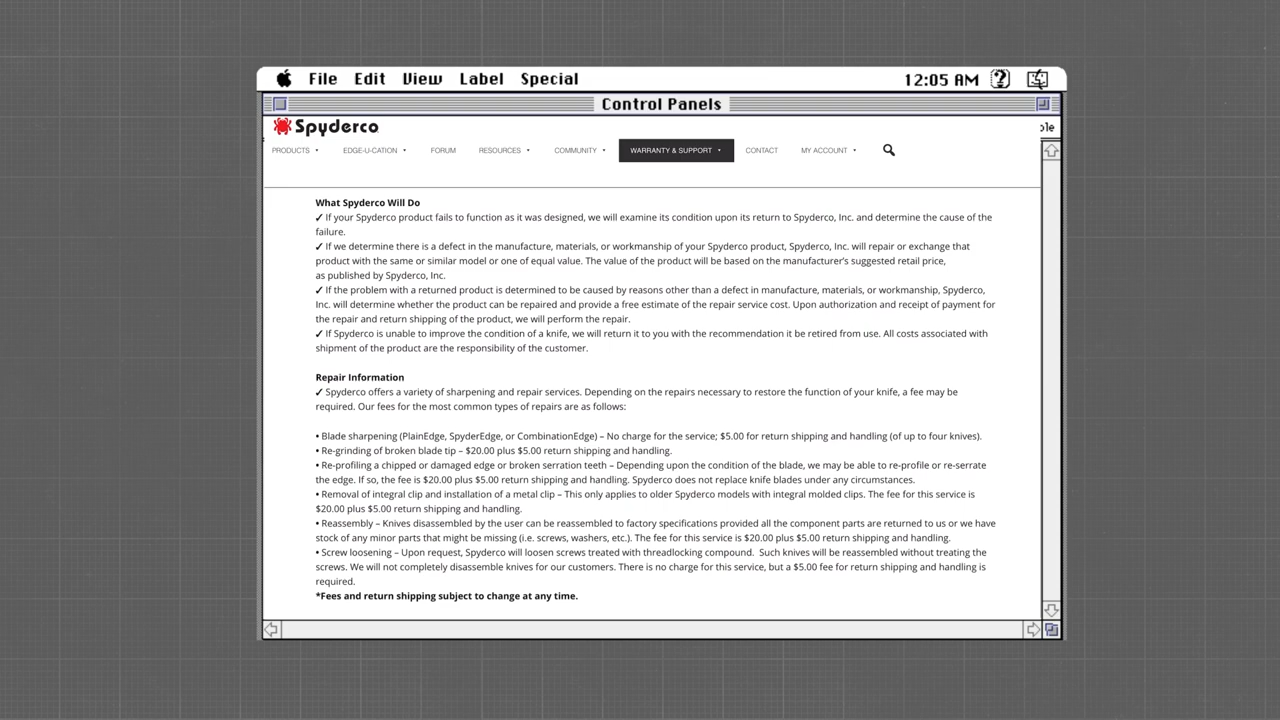 File Edit View Label Special 12:05 AM
Control Panels
Spyderco
PRODUCTS EDGE-U-CATION FORUM RESOURCES COMMUNITY WARRANTY & SUPPORT CONTACT MY ACCOUNT
What Spyderco Will Do
✓ If your Spyderco product fails to function as it was designed, we will examine its condition upon its return to Spyderco, Inc. and determine the cause of the
failure.
✓ If we determine there is a defect in the manufacture, materials, or workmanship of your Spyderco product, Spyderco, Inc. will repair or exchange that
product with the same or similar model or one of equal value. The value of the product will be based on the manufacturer's suggested retail price,
as published by Spyderco, Inc.
✓ If the problem with a returned product is determined to be caused by reasons other than a defect in manufacture, materials, or workmanship, Spyderco,
Inc. will determine whether the product can be repaired and provide a free estimate of the repair service cost. Upon authorization and receipt of payment for
the repair and return shipping of the product, we will perform the repair.
✓ If Spyderco is unable to improve the condition of a knife, we will return it to you with the recommendation it be retired from use. All costs associated with
shipment of the product are the responsibility of the customer.
Repair Information
✓ Spyderco offers a variety of sharpening and repair services. Depending on the repairs necessary to restore the function of your knife, a fee may be
required. Our fees for the most common types of repairs are as follows:
• Blade sharpening (PlainEdge, SpyderEdge, or CombinationEdge) – No charge for the service; $5.00 for return shipping and handling (of up to four knives).
• Re-grinding of broken blade tip – $20.00 plus $5.00 return shipping and handling.
• Re-profiling a chipped or damaged edge or broken serration teeth – Depending upon the condition of the blade, we may be able to re-profile or re-serrate
the edge. If so, the fee is $20.00 plus $5.00 return shipping and handling. Spyderco does not replace knife blades under any circumstances.
• Removal of integral clip and installation of a metal clip – This only applies to older Spyderco models with integral molded clips. The fee for this service is
$20.00 plus $5.00 return shipping and handling.
• Reassembly – Knives disassembled by the user can be reassembled to factory specifications provided all the component parts are returned to us or we have
stock of any minor parts that might be missing (i.e. screws, washers, etc.). The fee for this service is $20.00 plus $5.00 return shipping and handling.
• Screw loosening – Upon request, Spyderco will loosen screws treated with threadlocking compound. Such knives will be reassembled without treating the
screws. We will not completely disassemble knives for our customers. There is no charge for this service, but a $5.00 fee for return shipping and handling is
required.
*Fees and return shipping subject to change at any time.